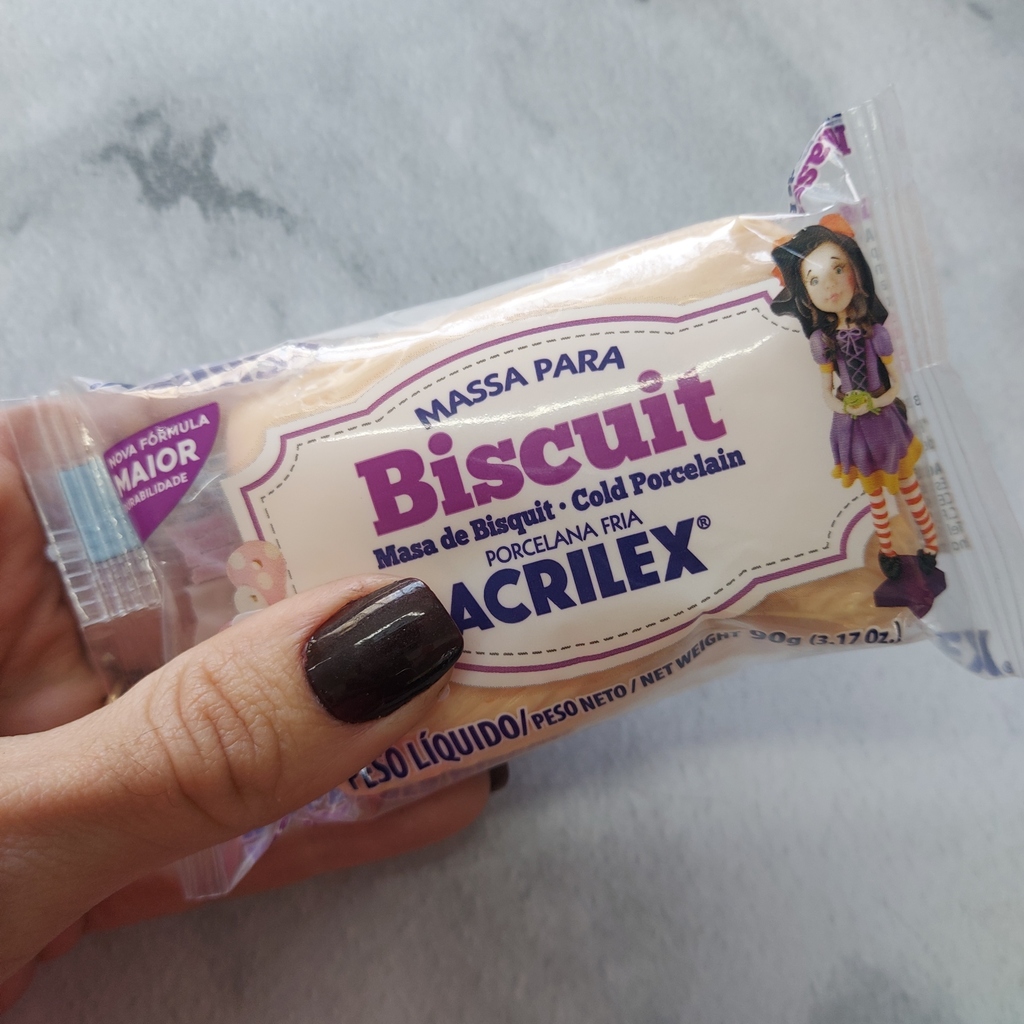 NOVA FÓRMULA
MAIOR
MASSA PARA
Biscuit
Masa de Bisquit · Cold Porcelain
PORCELANA FRIA
ACRILEX®
PESO LÍQUIDO/PESO NETO / NET WEIGHT 90g (3.17 Oz.)